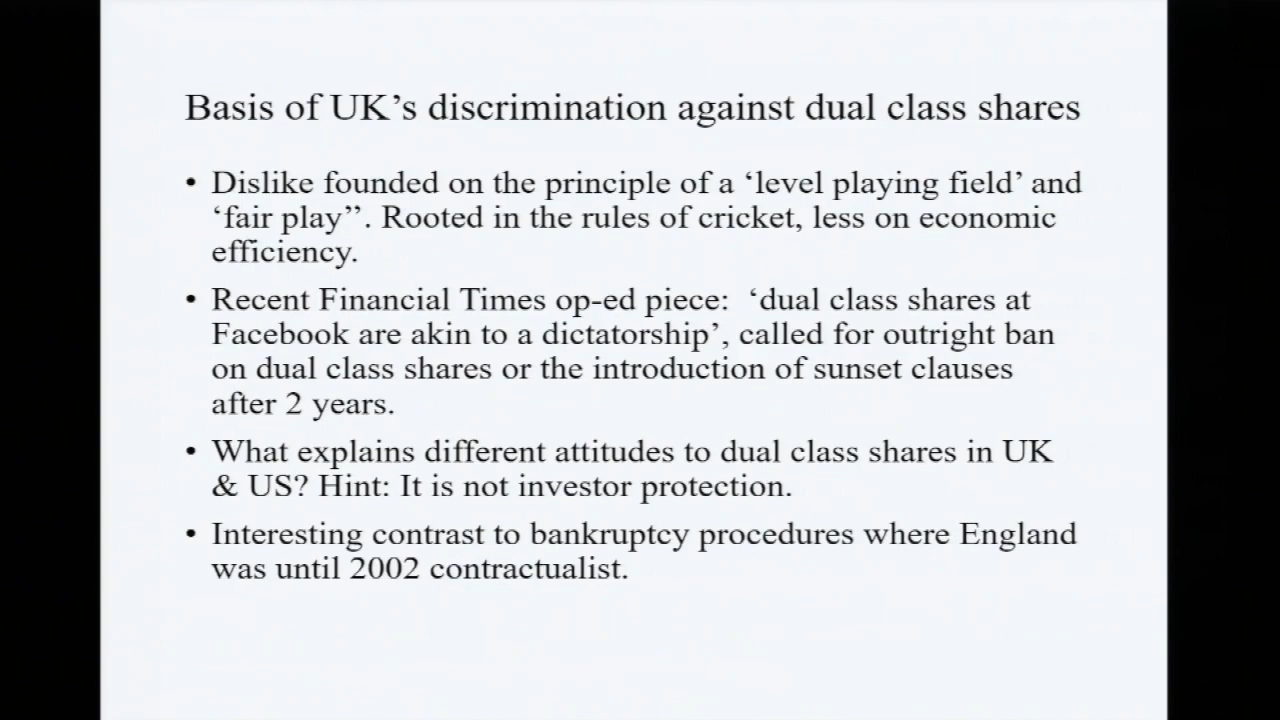 Basis of UK’s discrimination against dual class shares
• Dislike founded on the principle of a ‘level playing field’ and
‘fair play’’. Rooted in the rules of cricket, less on economic
efficiency.
• Recent Financial Times op-ed piece:  ‘dual class shares at
Facebook are akin to a dictatorship’, called for outright ban
on dual class shares or the introduction of sunset clauses
after 2 years.
• What explains different attitudes to dual class shares in UK
& US? Hint: It is not investor protection.
• Interesting contrast to bankruptcy procedures where England
was until 2002 contractualist.